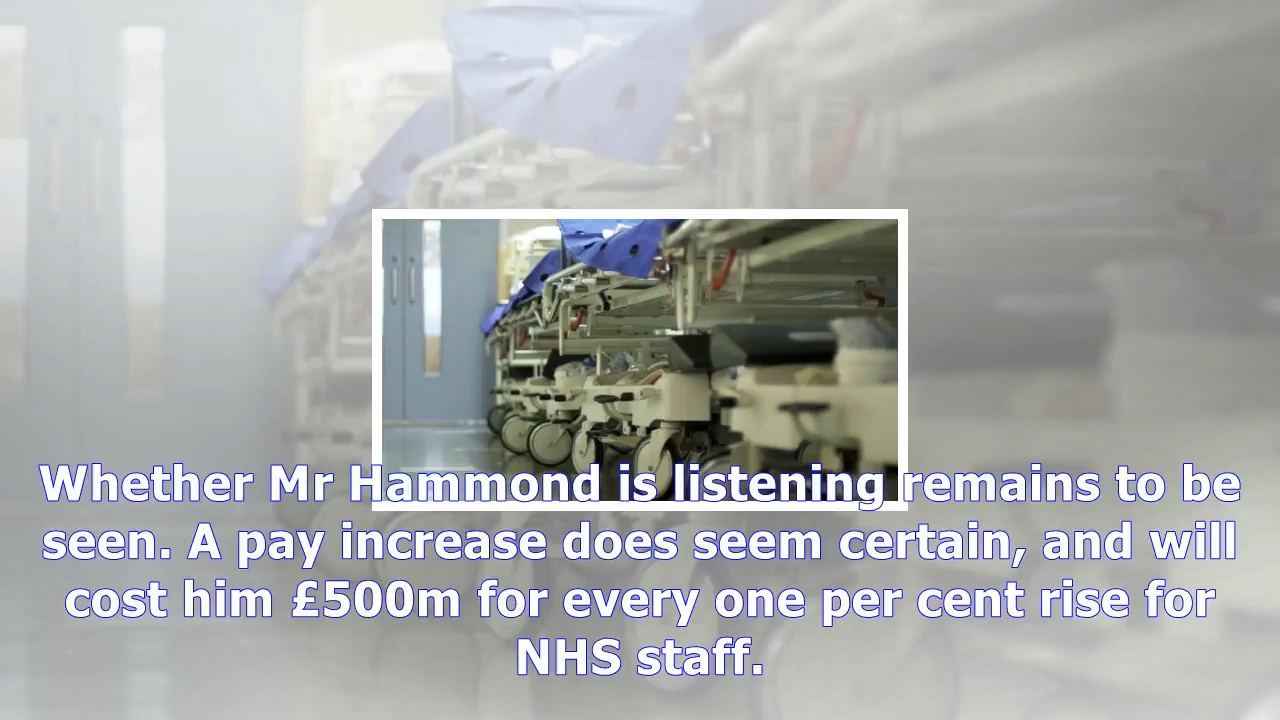 Whether Mr Hammond is listening remains to be
seen. A pay increase does seem certain, and will
cost him £500m for every one per cent rise for
NHS staff.